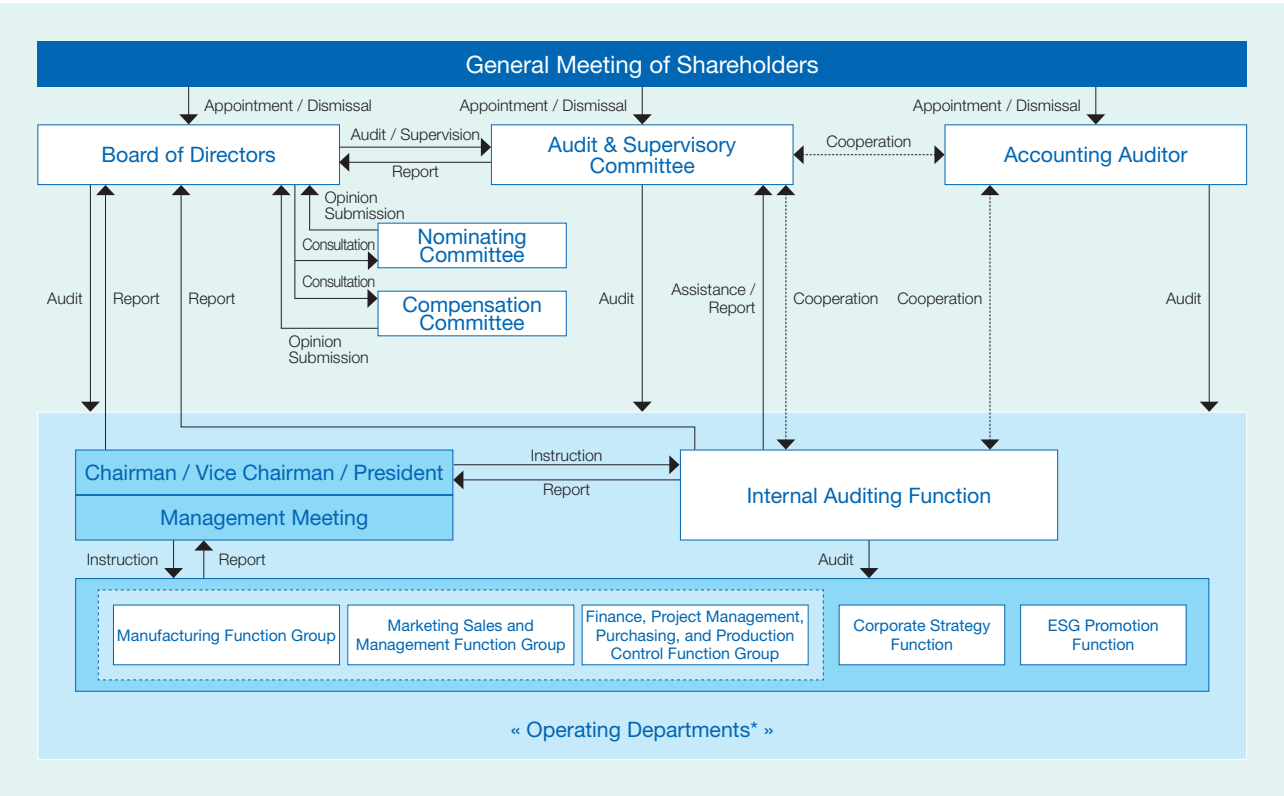 General Meeting of Shareholders
Appointment / Dismissal
Appointment / Dismissal
Appointment / Dismissal
Board of Directors
Audit / Supervision
Report
Audit & Supervisory
Committee
Cooperation
Accounting Auditor
Opinion
Submission
Nominating
Committee
Consultation
Consultation
Compensation
Committee
Opinion
Submission
Audit
Report
Report
Audit
Assistance /
Report
Cooperation
Cooperation
Audit
Chairman / Vice Chairman / President
Management Meeting
Instruction
Report
Internal Auditing Function
Instruction
Report
Audit
Manufacturing Function Group
Marketing Sales and
Management Function Group
Finance, Project Management,
Purchasing, and Production
Control Function Group
Corporate Strategy
Function
ESG Promotion
Function
« Operating Departments* »